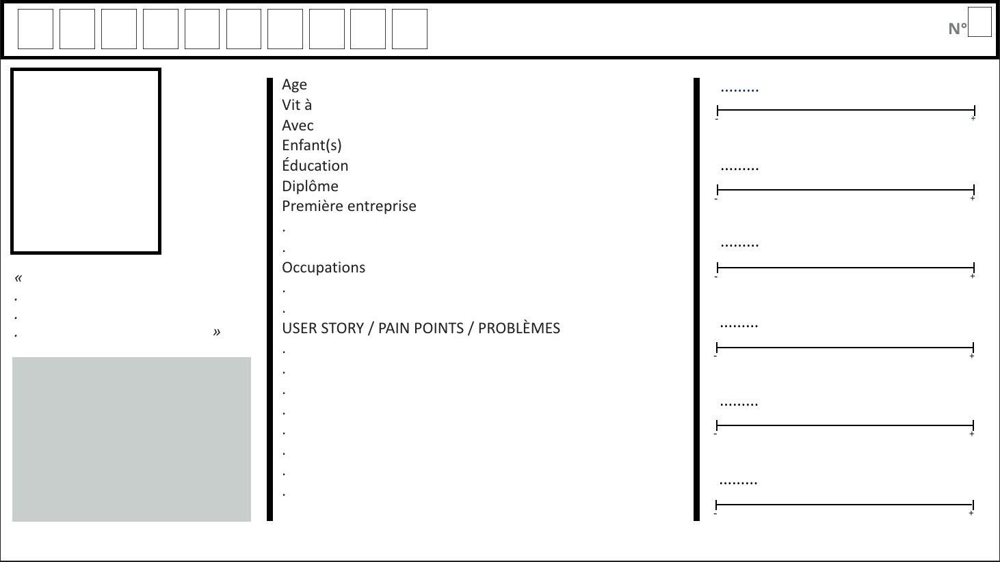 N°
«
.
.
. »
Age
Vit à
Avec
Enfant(s)
Éducation
Diplôme
Première entreprise
.
.
Occupations
.
.
USER STORY / PAIN POINTS / PROBLÈMES
.
.
.
.
.
.
.
.
.........
- +
.........
- +
.........
- +
.........
- +
.........
- +
.........
- +